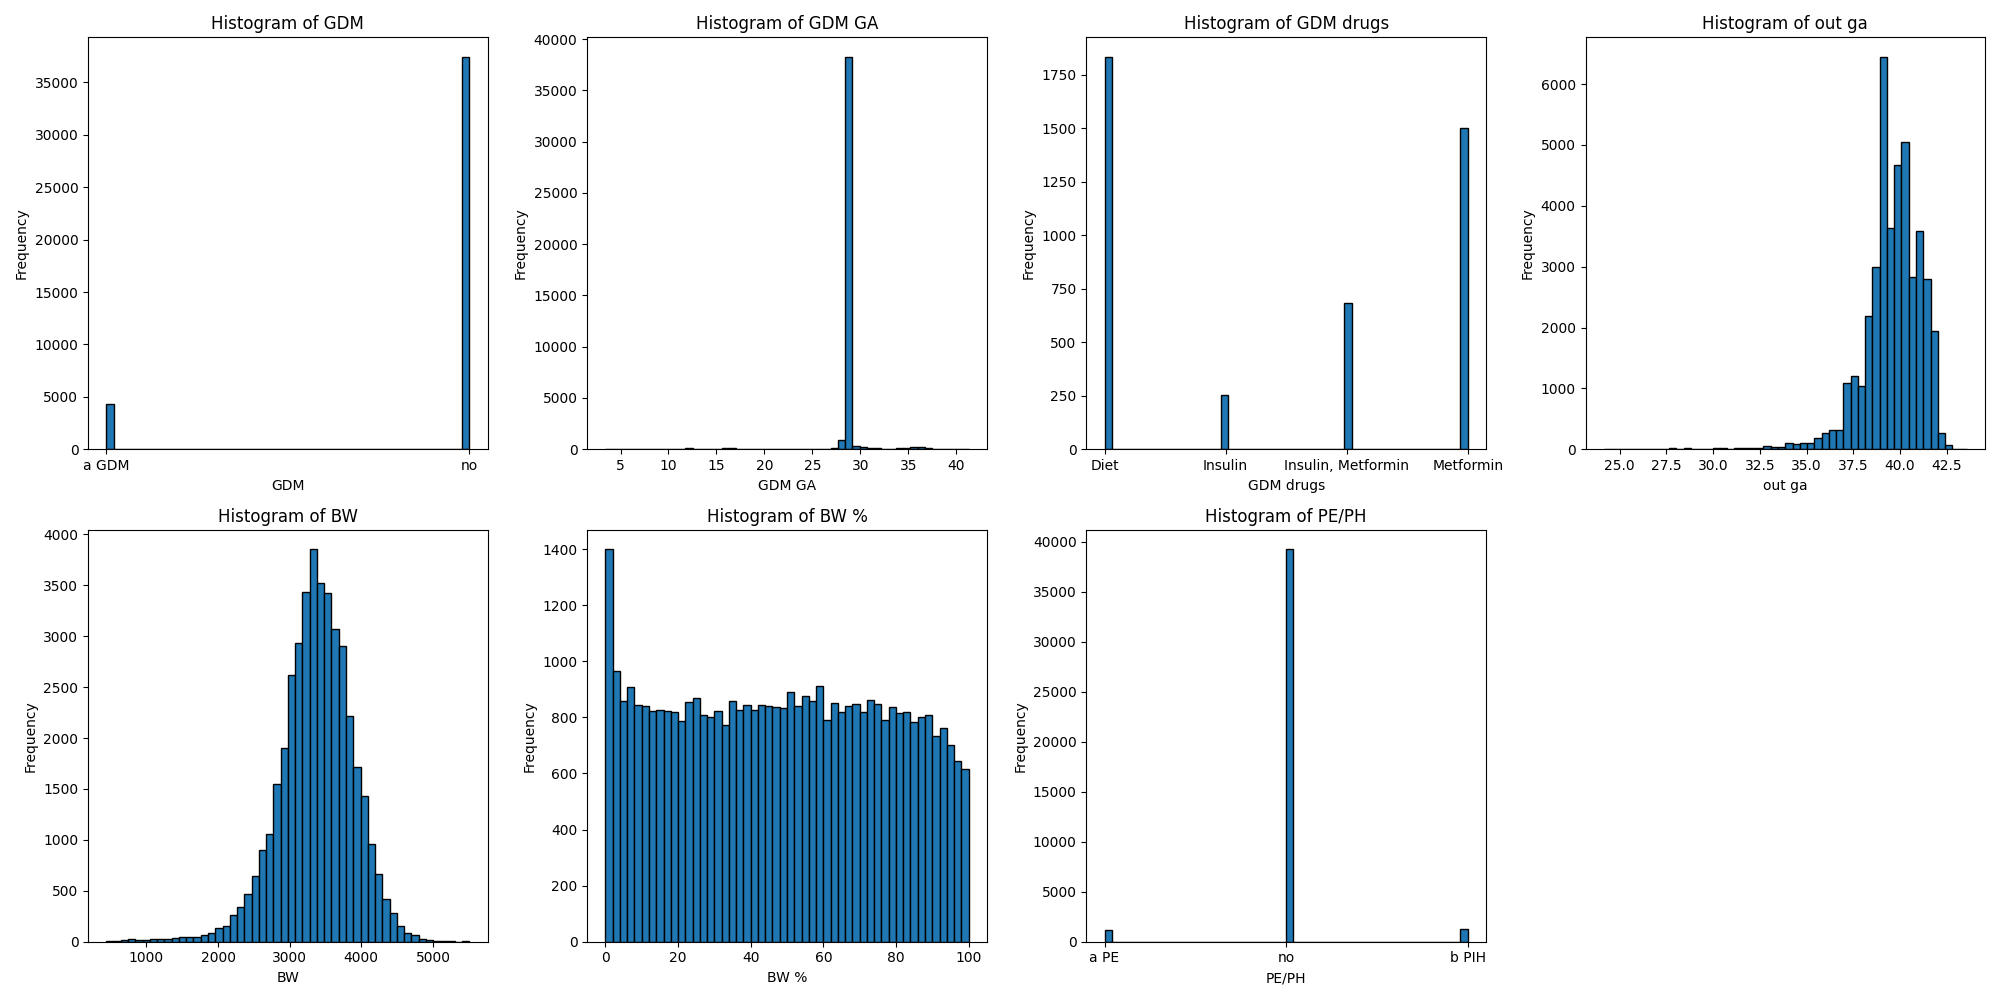 Histogram of GDM
Frequency
35000
30000
25000
20000
15000
10000
5000
0
a GDM no
GDM
Histogram of GDM GA
Frequency
40000
35000
30000
25000
20000
15000
10000
5000
0
5 10 15 20 25 30 35 40
GDM GA
Histogram of GDM drugs
Frequency
1750
1500
1250
1000
750
500
250
0
Diet Insulin Insulin, Metformin Metformin
GDM drugs
Histogram of out ga
Frequency
6000
5000
4000
3000
2000
1000
0
25.0 27.5 30.0 32.5 35.0 37.5 40.0 42.5
out ga
Histogram of BW
Frequency
4000
3500
3000
2500
2000
1500
1000
500
0
1000 2000 3000 4000 5000
BW
Histogram of BW %
Frequency
1400
1200
1000
800
600
400
200
0
0 20 40 60 80 100
BW %
Histogram of PE/PH
Frequency
40000
35000
30000
25000
20000
15000
10000
5000
0
a PE no b PIH
PE/PH